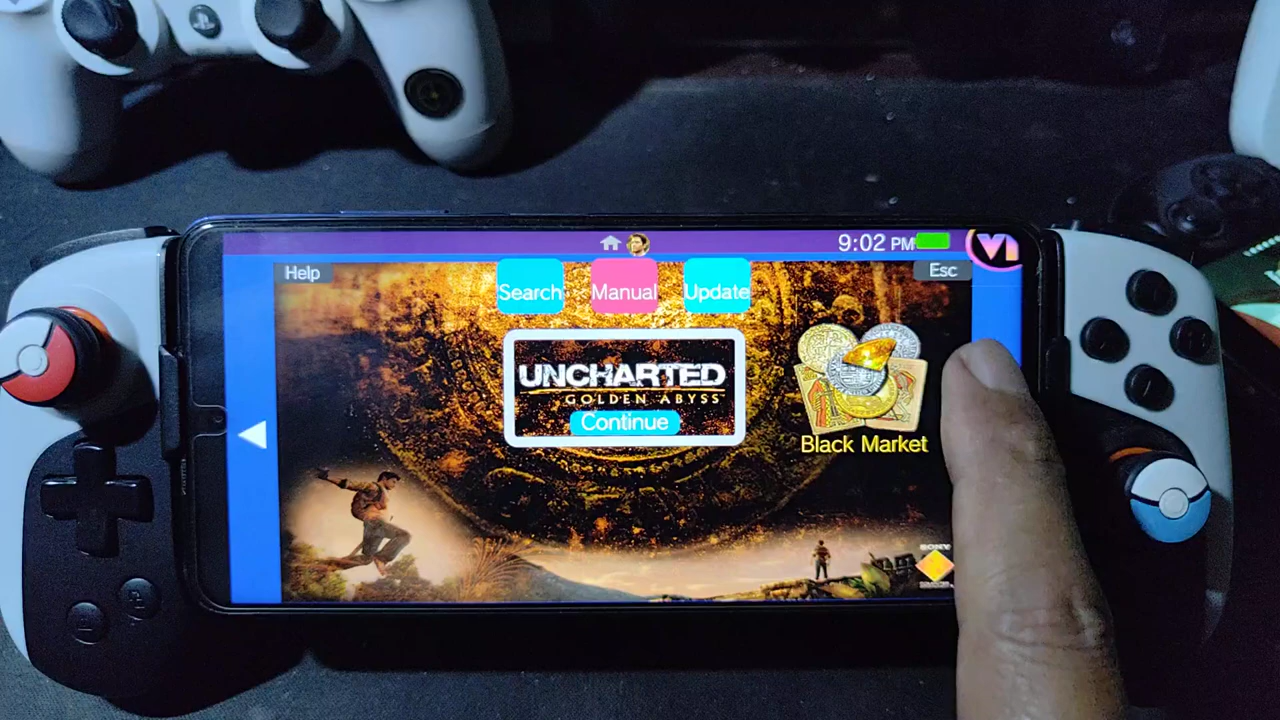 9:02 PM
Help
Esc
Search
Manual
Update
UNCHARTED
GOLDEN ABYSS
Continue
Black Market
SONY